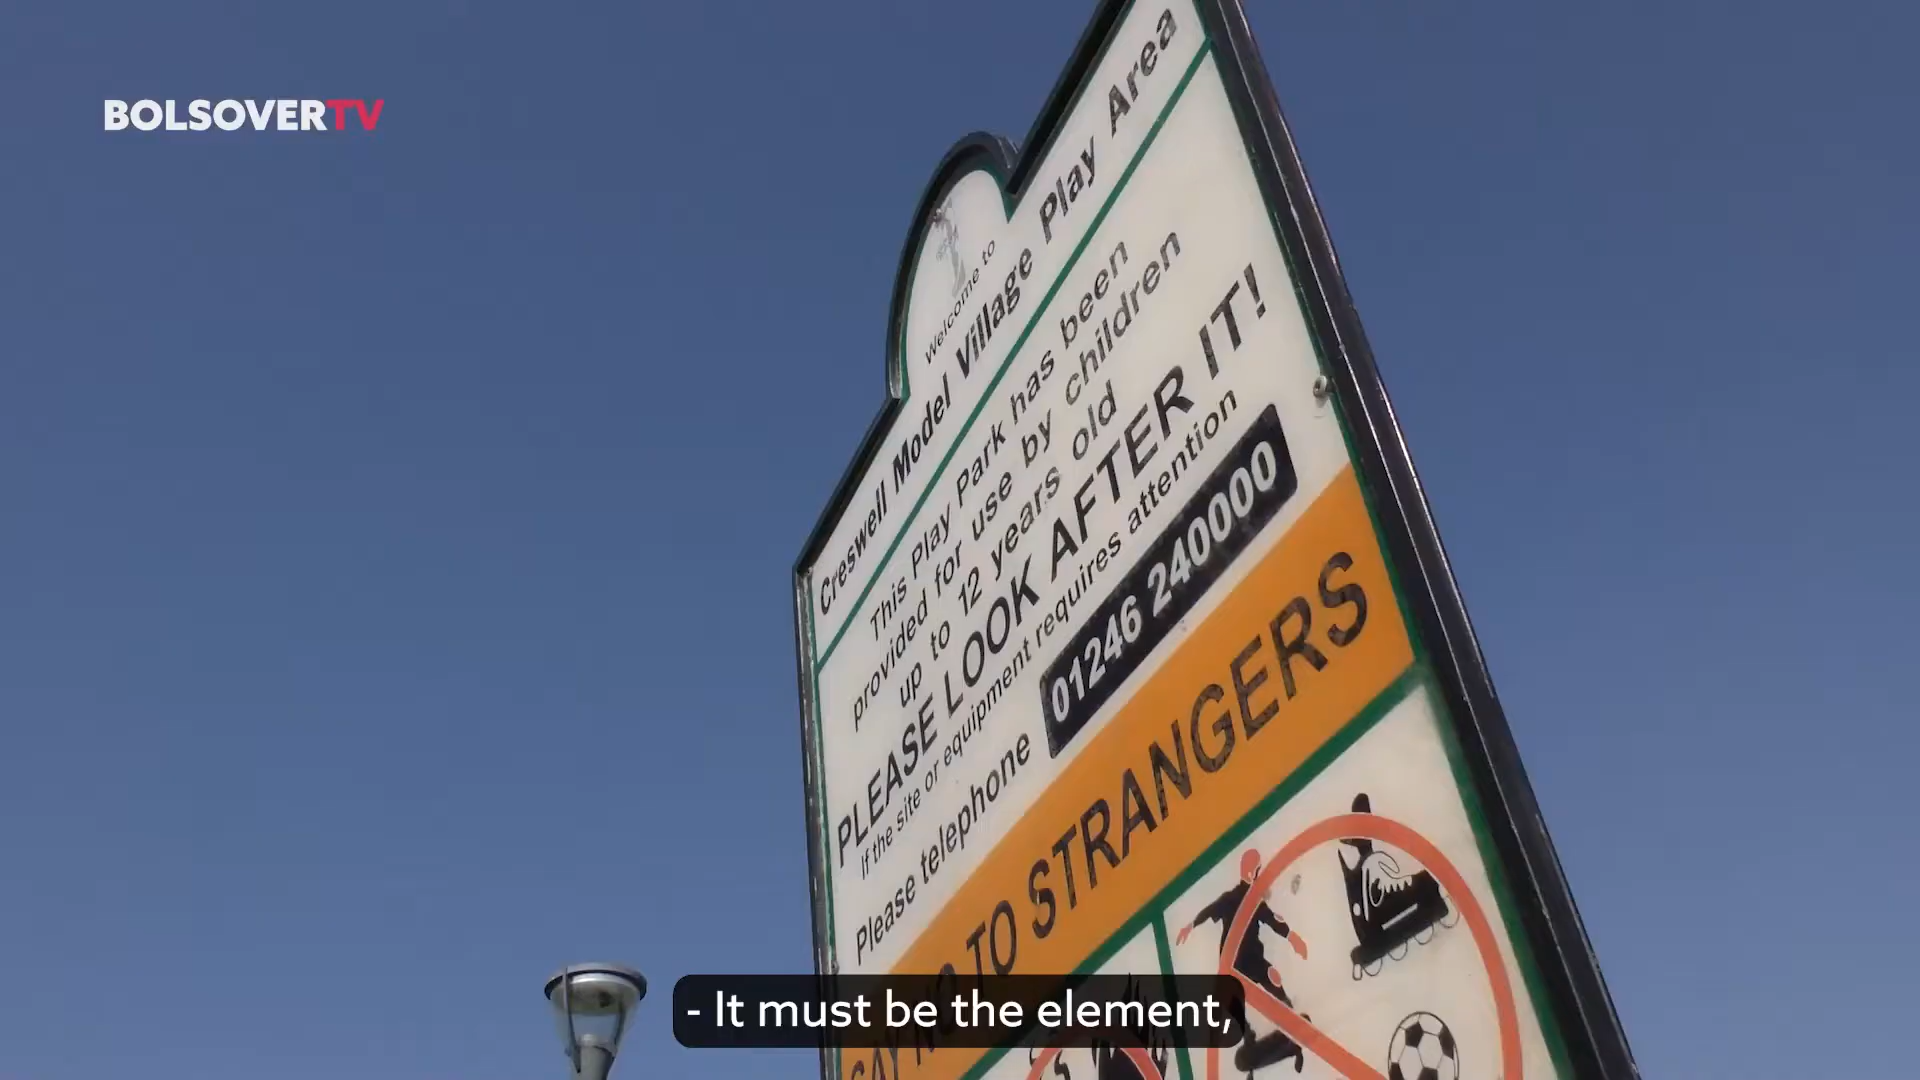 BOLSOVERTV
Welcome to
Creswell Model Village Play Area
This Play Park has been
provided for use by children
up to 12 years old
PLEASE LOOK AFTER IT!
If the site or equipment requires attention
Please telephone 01246 240000
SAY NO TO STRANGERS
- It must be the element,